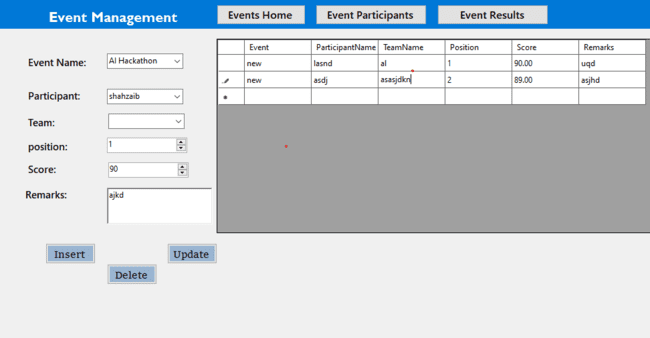 Event Management
Events Home
Event Participants
Event Results
Event Name: AI Hackathon
Participant: shahzaib
Team:
position: 1
Score: 90
Remarks: ajkd
Insert
Update
Delete
Event ParticipantName TeamName Position Score Remarks
new lasnd al 1 90.00 uqd
new asdj asasjdkn 2 89.00 asjhd